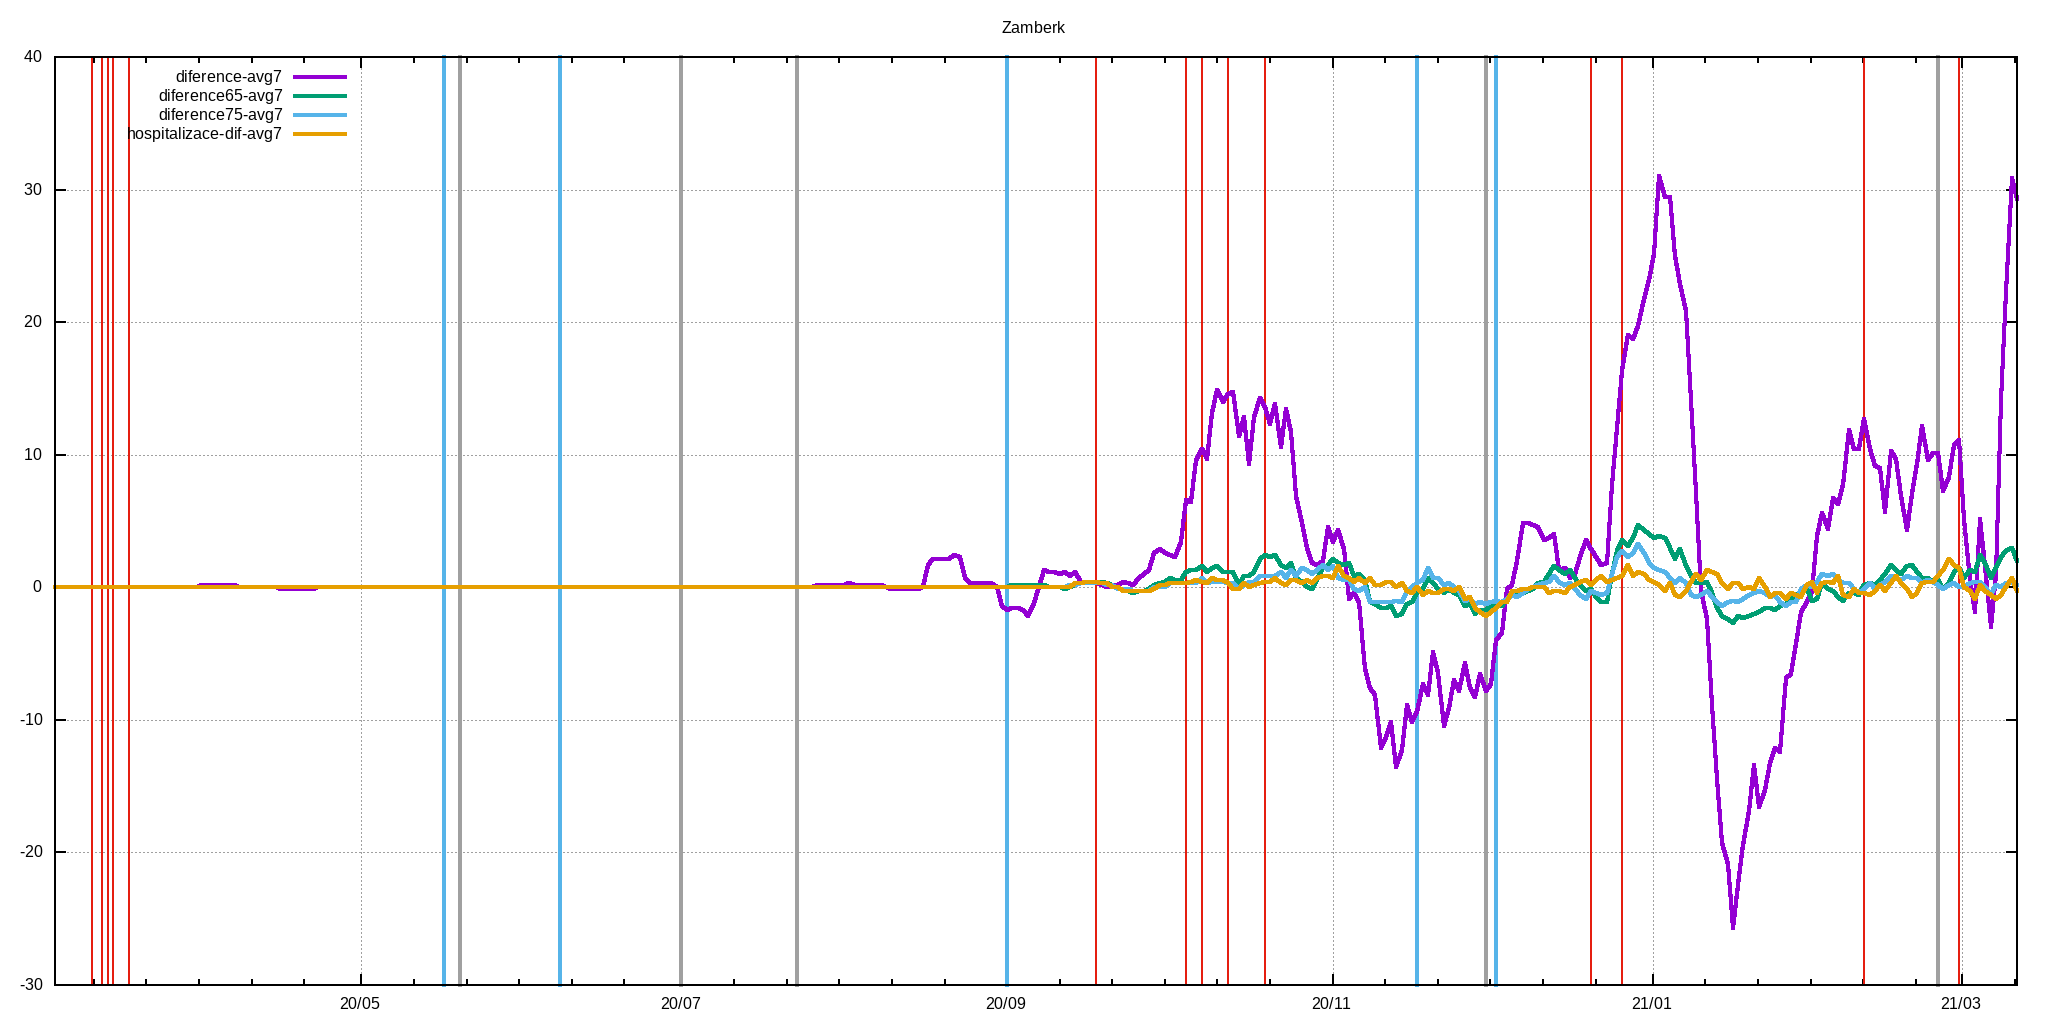 Zamberk
40
diference-avg7
diference65-avg7
diference75-avg7
hospitalizace-dif-avg7
30
20
10
0
-10
-20
-30
20/05 20/07 20/09 20/11 21/01 21/03